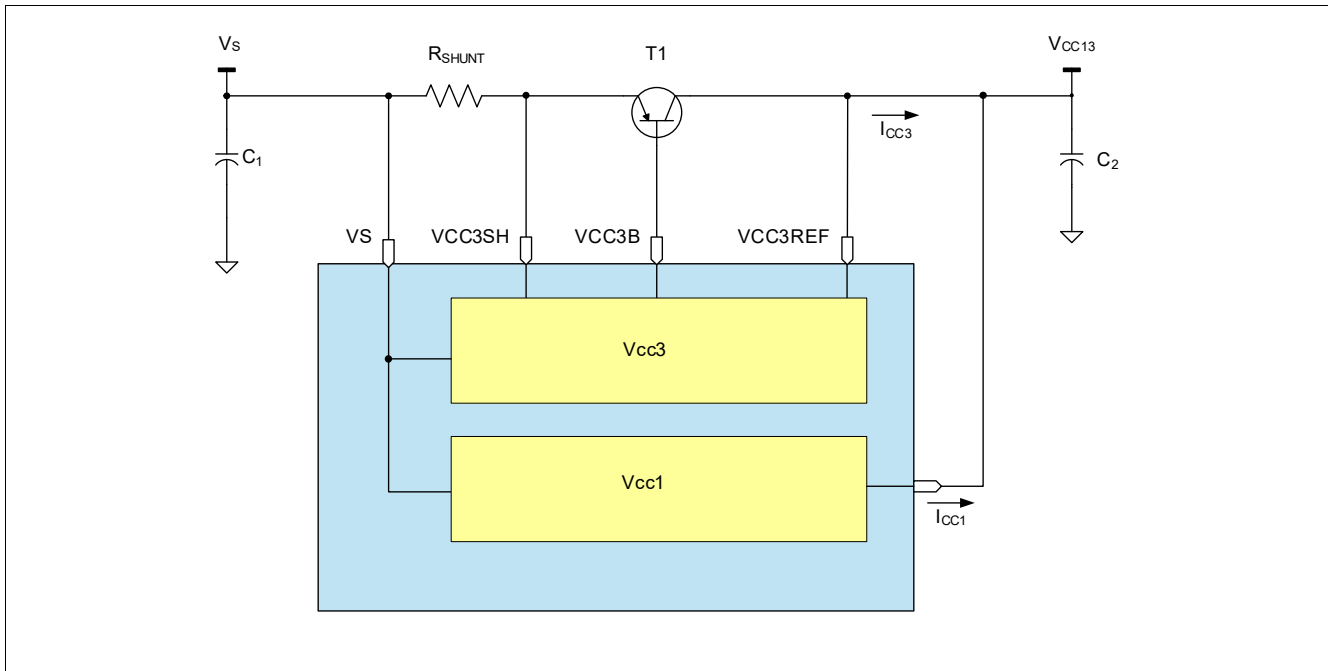 VS
RSHUNT
T1
VCC13
ICC3
C1
C2
VS
VCC3SH
VCC3B
VCC3REF
Vcc3
Vcc1
ICC1